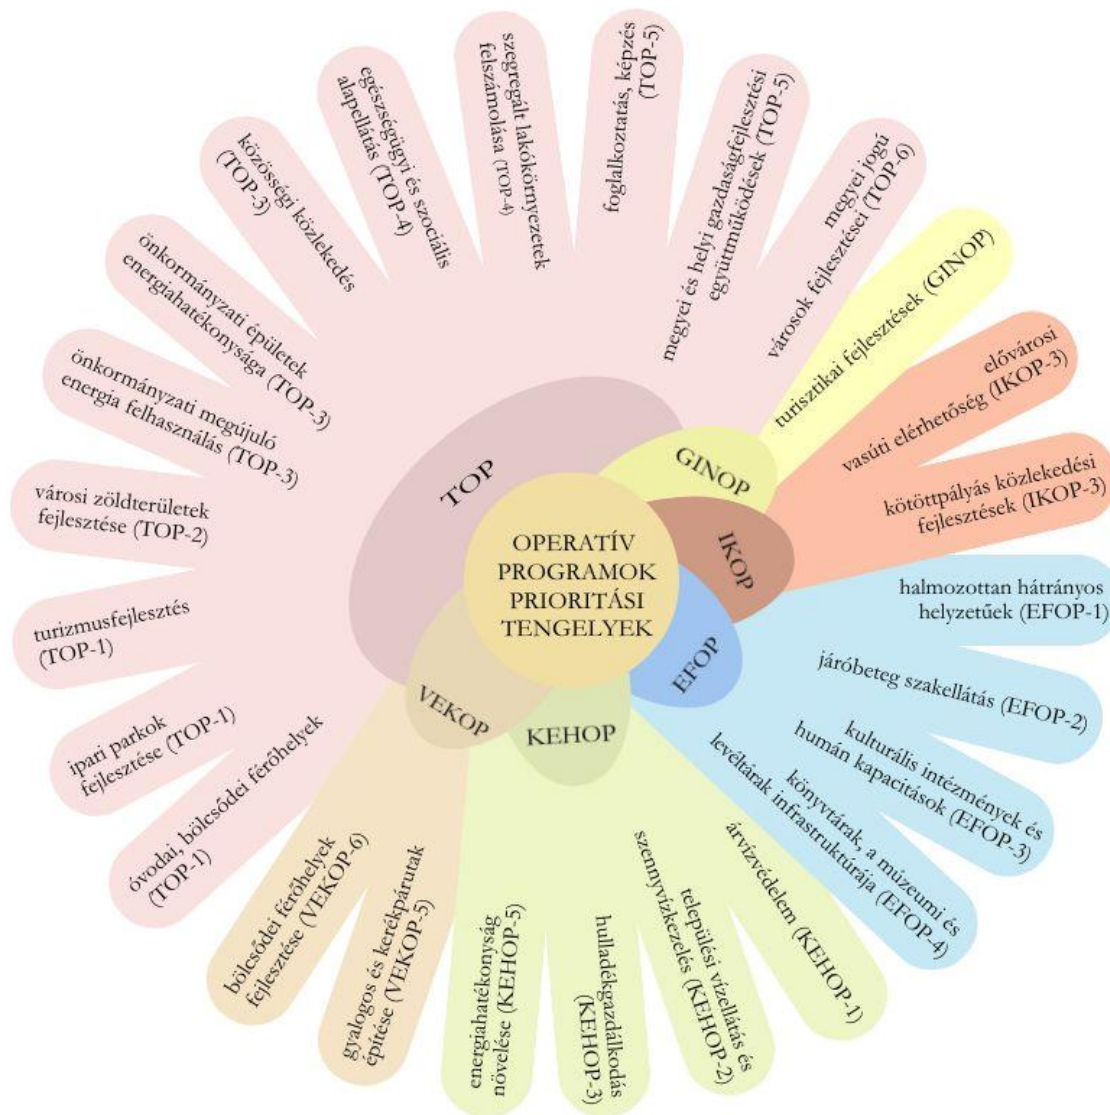 OPERATÍV
PROGRAMOK
PRIORITÁSI
TENGELYEK
TOP
GINOP
IKOP
EFOP
KEHOP
VEKOP
óvodai, bölcsődei férőhelyek
(TOP-1)
ipari parkok
fejlesztése (TOP-1)
turizmusfejlesztés
(TOP-1)
városi zöldterületek
fejlesztése (TOP-2)
önkormányzati megújuló
energia felhasználás (TOP-3)
önkormányzati épületek
energiahatékonysága (TOP-3)
közösségi közlekedés
(TOP-3)
egészségügyi és szociális
alapellátás (TOP-4)
szegregált lakókörnyezetek
felszámolása (TOP-4)
foglalkoztatás, képzés
(TOP-5)
megyei és helyi gazdaságfejlesztési
együttműködések (TOP-5)
megyei jogú
városok fejlesztései (TOP-6)
turisztikai fejlesztések (GINOP)
elővárosi
vasúti elérhetőség (IKOP-3)
kötöttpályás közlekedési
fejlesztések (IKOP-3)
halmozottan hátrányos
helyzetűek (EFOP-1)
járóbeteg szakellátás (EFOP-2)
kulturális intézmények és
humán kapacitások (EFOP-3)
könyvtárak, a múzeumi és
levéltárak infrastruktúrája (EFOP-4)
árvízvédelem (KEHOP-1)
települési vízellátás és
szennyvízkezelés (KEHOP-2)
hulladékgazdálkodás
(KEHOP-3)
energiahatékonyság
növelése (KEHOP-5)
gyalogos és kerékpárutak
építése (VEKOP-5)
bölcsődei férőhelyek
fejlesztése (VEKOP-6)